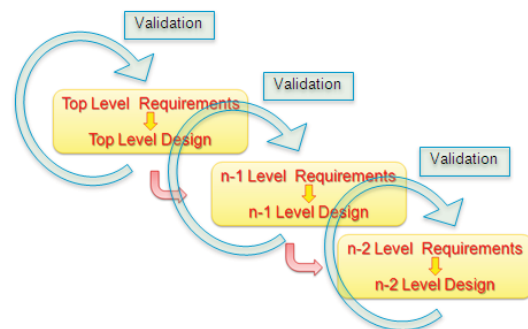 Validation
Top Level Requirements
Top Level Design
Validation
n-1 Level Requirements
n-1 Level Design
Validation
n-2 Level Requirements
n-2 Level Design